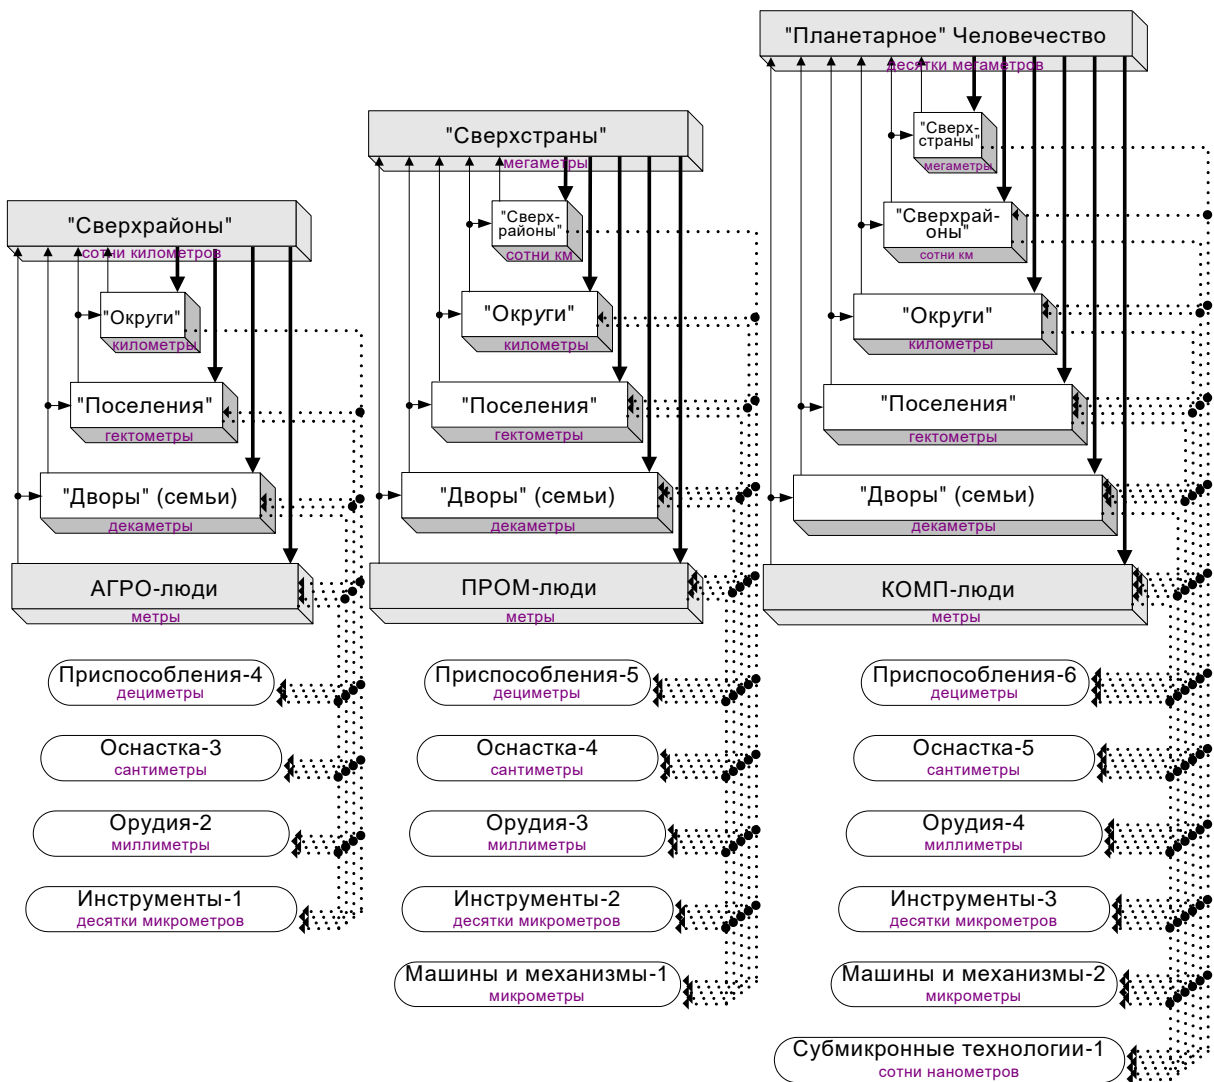 "Сверхрайоны"
сотни километров
"Округи"
километры
"Поселения"
гектометры
"Дворы" (семьи)
декаметры
АГРО-люди
метры
Приспособления-4
дециметры
Оснастка-3
сантиметры
Орудия-2
миллиметры
Инструменты-1
десятки микрометров
"Сверхстраны"
мегаметры
"Сверх-
районы"
сотни км
"Округи"
километры
"Поселения"
гектометры
"Дворы" (семьи)
декаметры
ПРОМ-люди
метры
Приспособления-5
дециметры
Оснастка-4
сантиметры
Орудия-3
миллиметры
Инструменты-2
десятки микрометров
Машины и механизмы-1
микрометры
"Планетарное" Человечество
десятки мегаметров
"Сверх-
страны"
мегаметры
"Сверхрай-
оны"
сотни км
"Округи"
километры
"Поселения"
гектометры
"Дворы" (семьи)
декаметры
КОМП-люди
метры
Приспособления-6
дециметры
Оснастка-5
сантиметры
Орудия-4
миллиметры
Инструменты-3
десятки микрометров
Машины и механизмы-2
микрометры
Субмикронные технологии-1
сотни нанометров